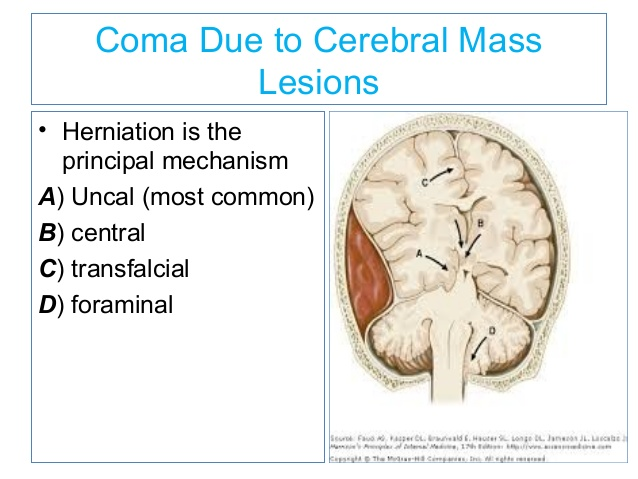 Coma Due to Cerebral Mass
Lesions
• Herniation is the
principal mechanism
A) Uncal (most common)
B) central
C) transfalcial
D) foraminal
C
B
A
D
Source: Fauci AS, Kasper DL, Braunwald E, Hauser SL, Longo DL, Jameson JL, Loscalzo J:
Harrison's Principles of Internal Medicine, 17th Edition: http://www.accessmedicine.com
Copyright © The McGraw-Hill Companies, Inc. All rights reserved.